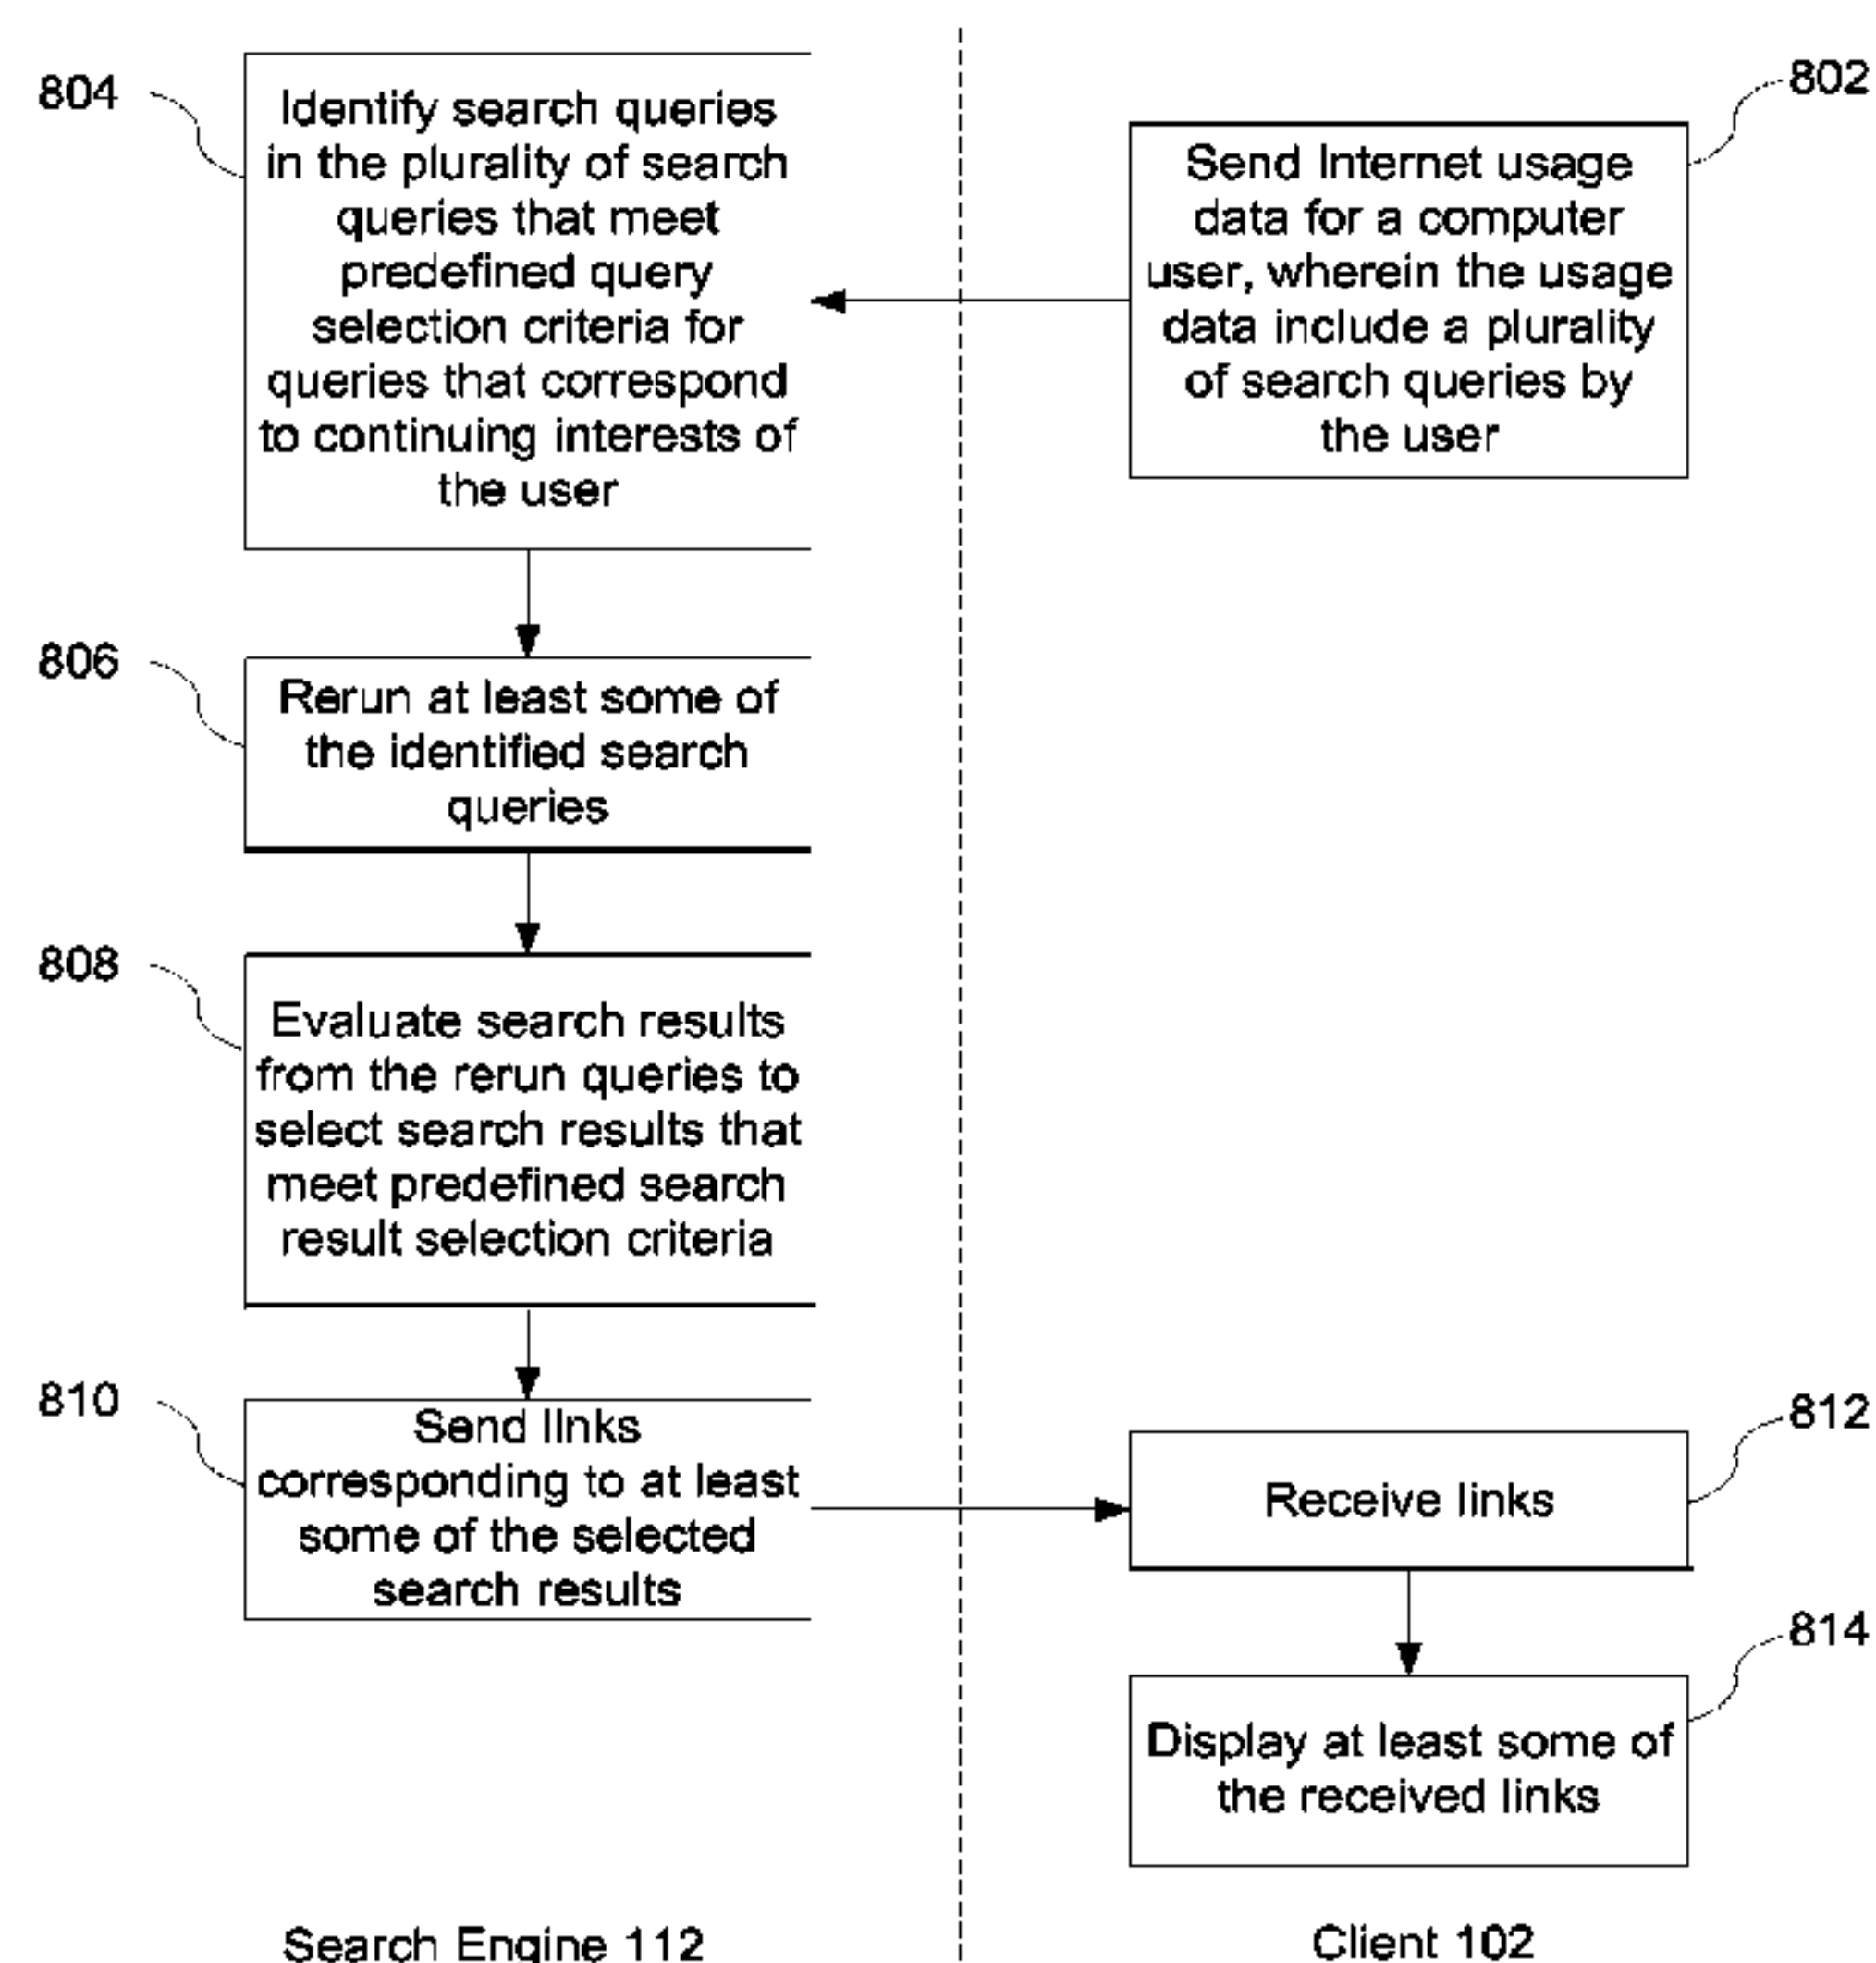 804
Identify search queries
in the plurality of search
queries that meet
predefined query
selection criteria for
queries that correspond
to continuing interests of
the user
802
Send Internet usage
data for a computer
user, wherein the usage
data include a plurality
of search queries by
the user
806
Rerun at least some of
the identified search
queries
808
Evaluate search results
from the rerun queries to
select search results that
meet predefined search
result selection criteria
810
Send links
corresponding to at least
some of the selected
search results
812
Receive links
814
Display at least some of
the received links
Search Engine 112
Client 102